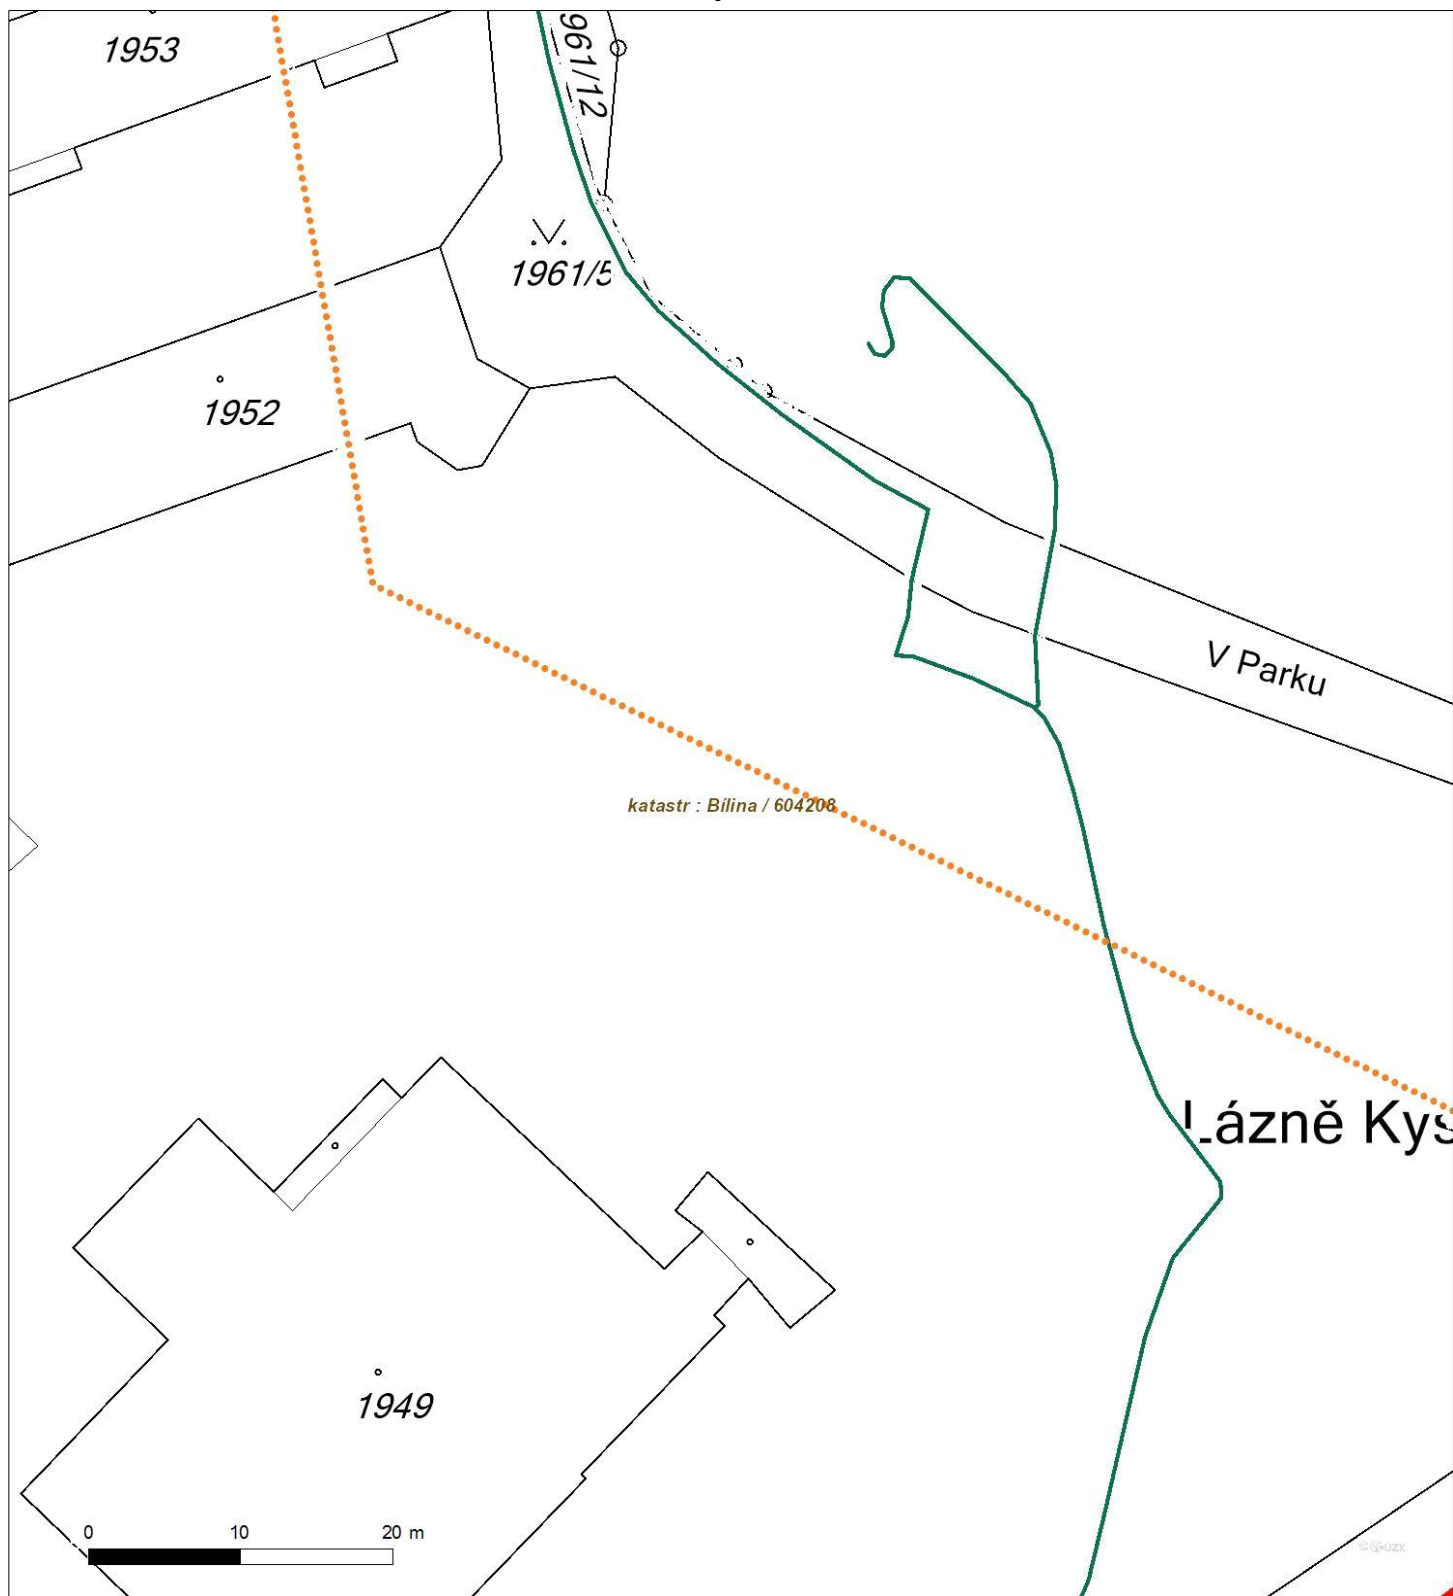 1953
961/12
1961/5
1952
V Parku
katastr : Bílina / 604208
Lázně Kys
1949
0 10 20 m